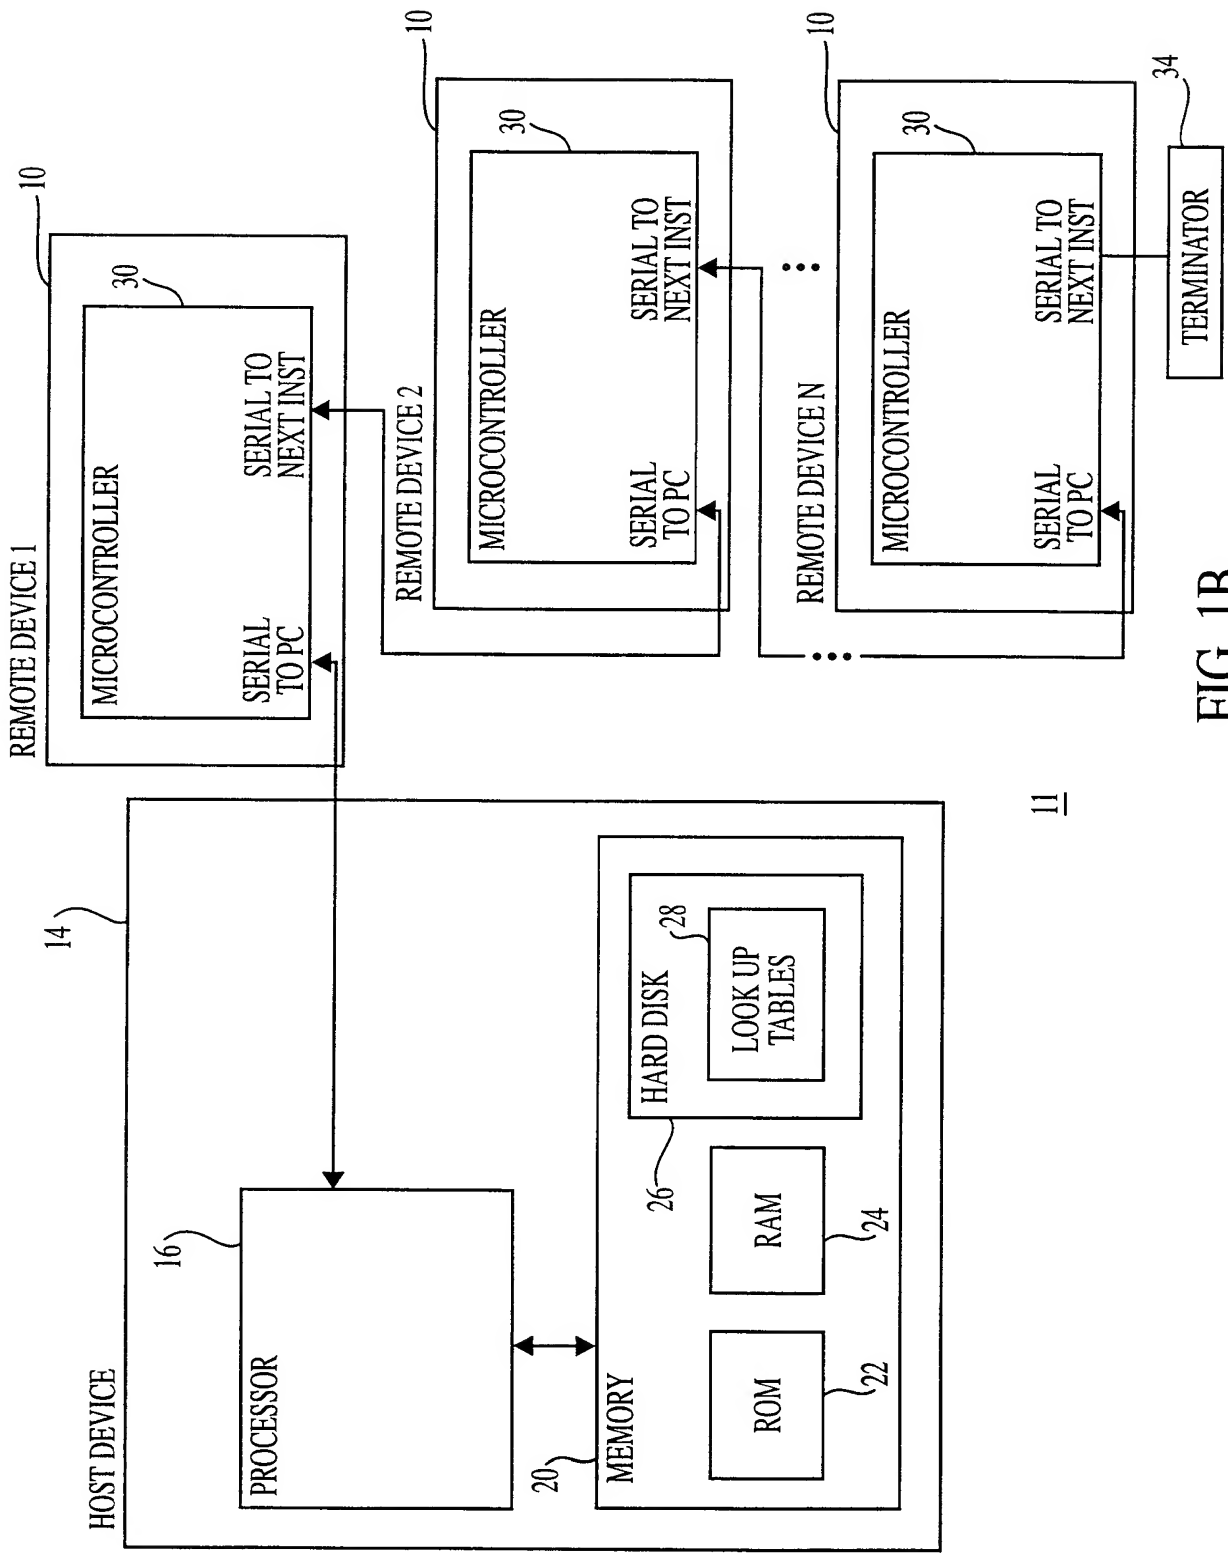 HOST DEVICE
14
PROCESSOR
16
MEMORY
20
ROM
22
RAM
24
HARD DISK
26
LOOK UP
TABLES
28
REMOTE DEVICE 1
10
MICROCONTROLLER
30
SERIAL
TO PC
SERIAL TO
NEXT INST
REMOTE DEVICE 2
10
MICROCONTROLLER
30
SERIAL
TO PC
SERIAL TO
NEXT INST
REMOTE DEVICE N
10
MICROCONTROLLER
30
SERIAL
TO PC
SERIAL TO
NEXT INST
TERMINATOR
34
11
FIG. 1B